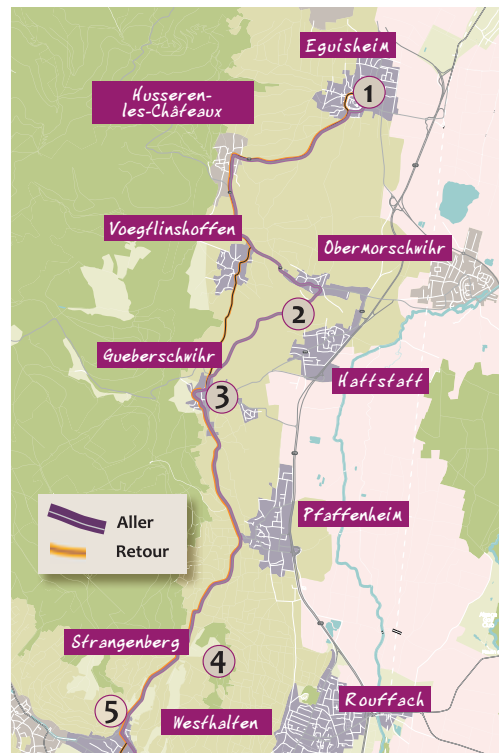 Eguisheim
1
Husseren-
les-Châteaux
Voegtlinshoffen
Obermorschwihr
2
Gueberschwihr
Hattstatt
3
Pfaffenheim
Aller
Retour
Strangenberg
4
5
Westhalten
Rouffach